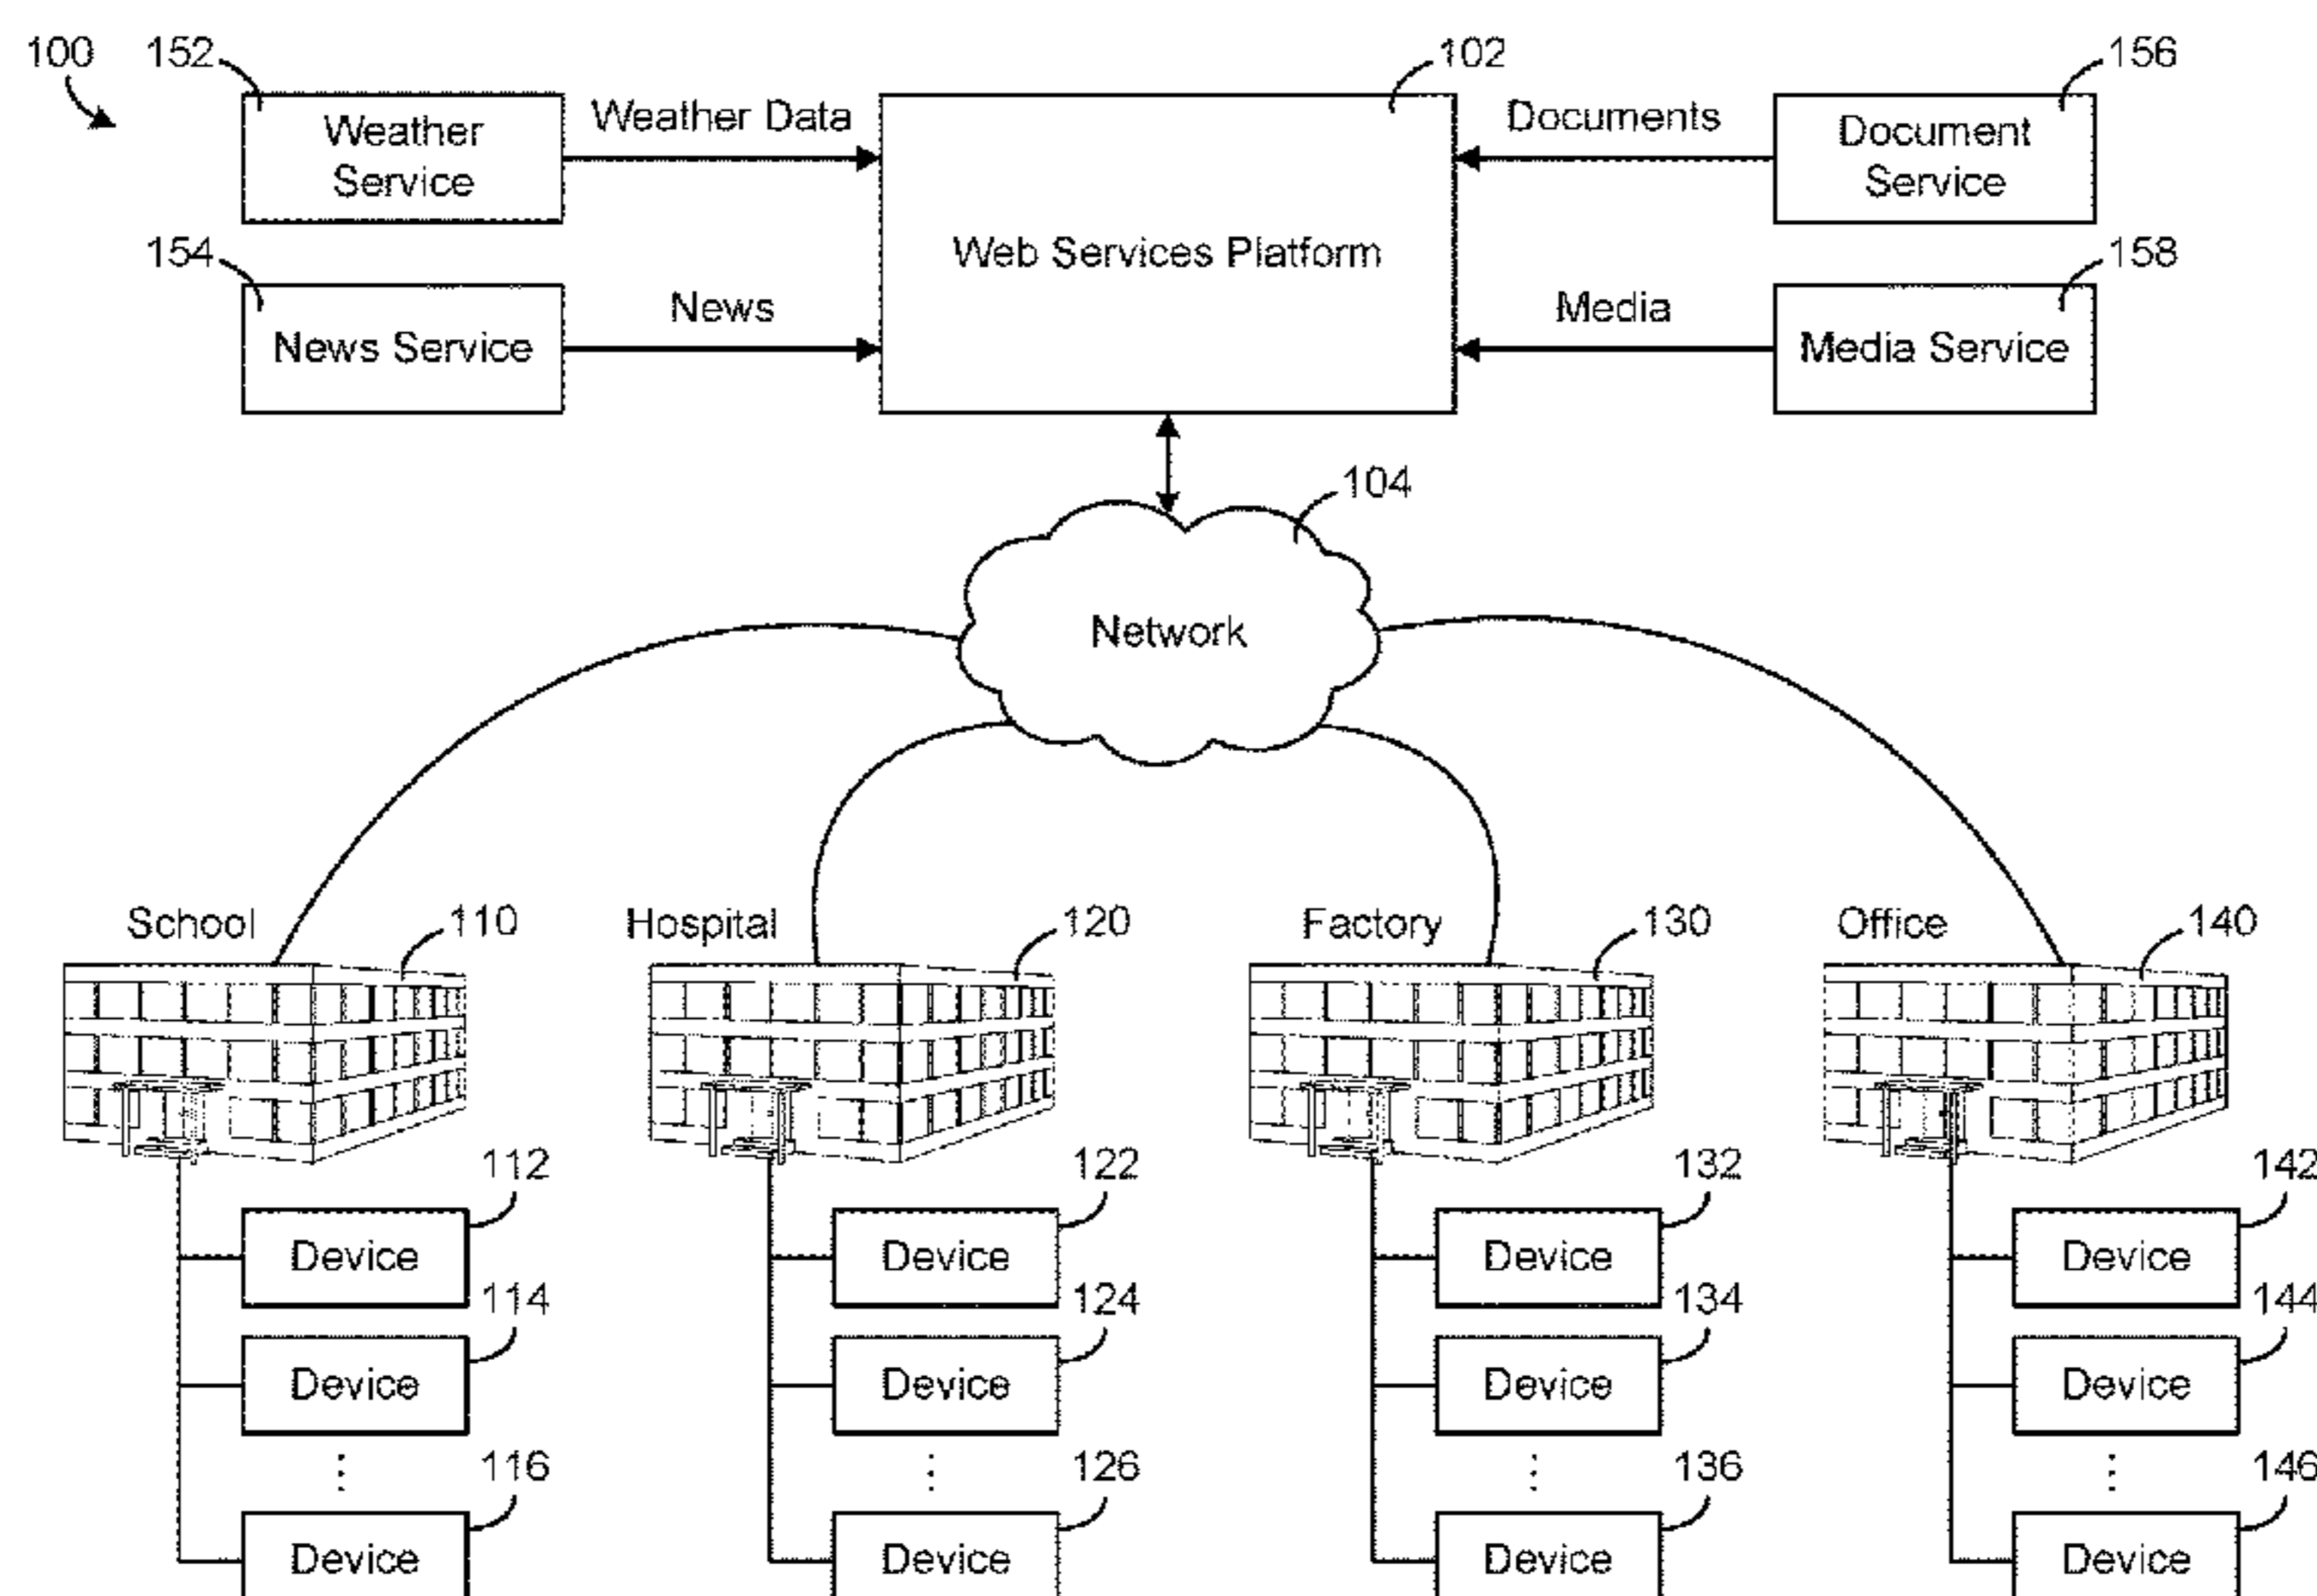 100
152
102
156
Weather
Service
Weather Data
Documents
Document
Service
Web Services Platform
154
158
News
Media
News Service
Media Service
104
Network
School
110
Hospital
120
Factory
130
Office
140
112
122
132
142
Device
Device
Device
Device
114
124
134
144
Device
Device
Device
Device
⋮
116
⋮
126
⋮
136
⋮
146
Device
Device
Device
Device